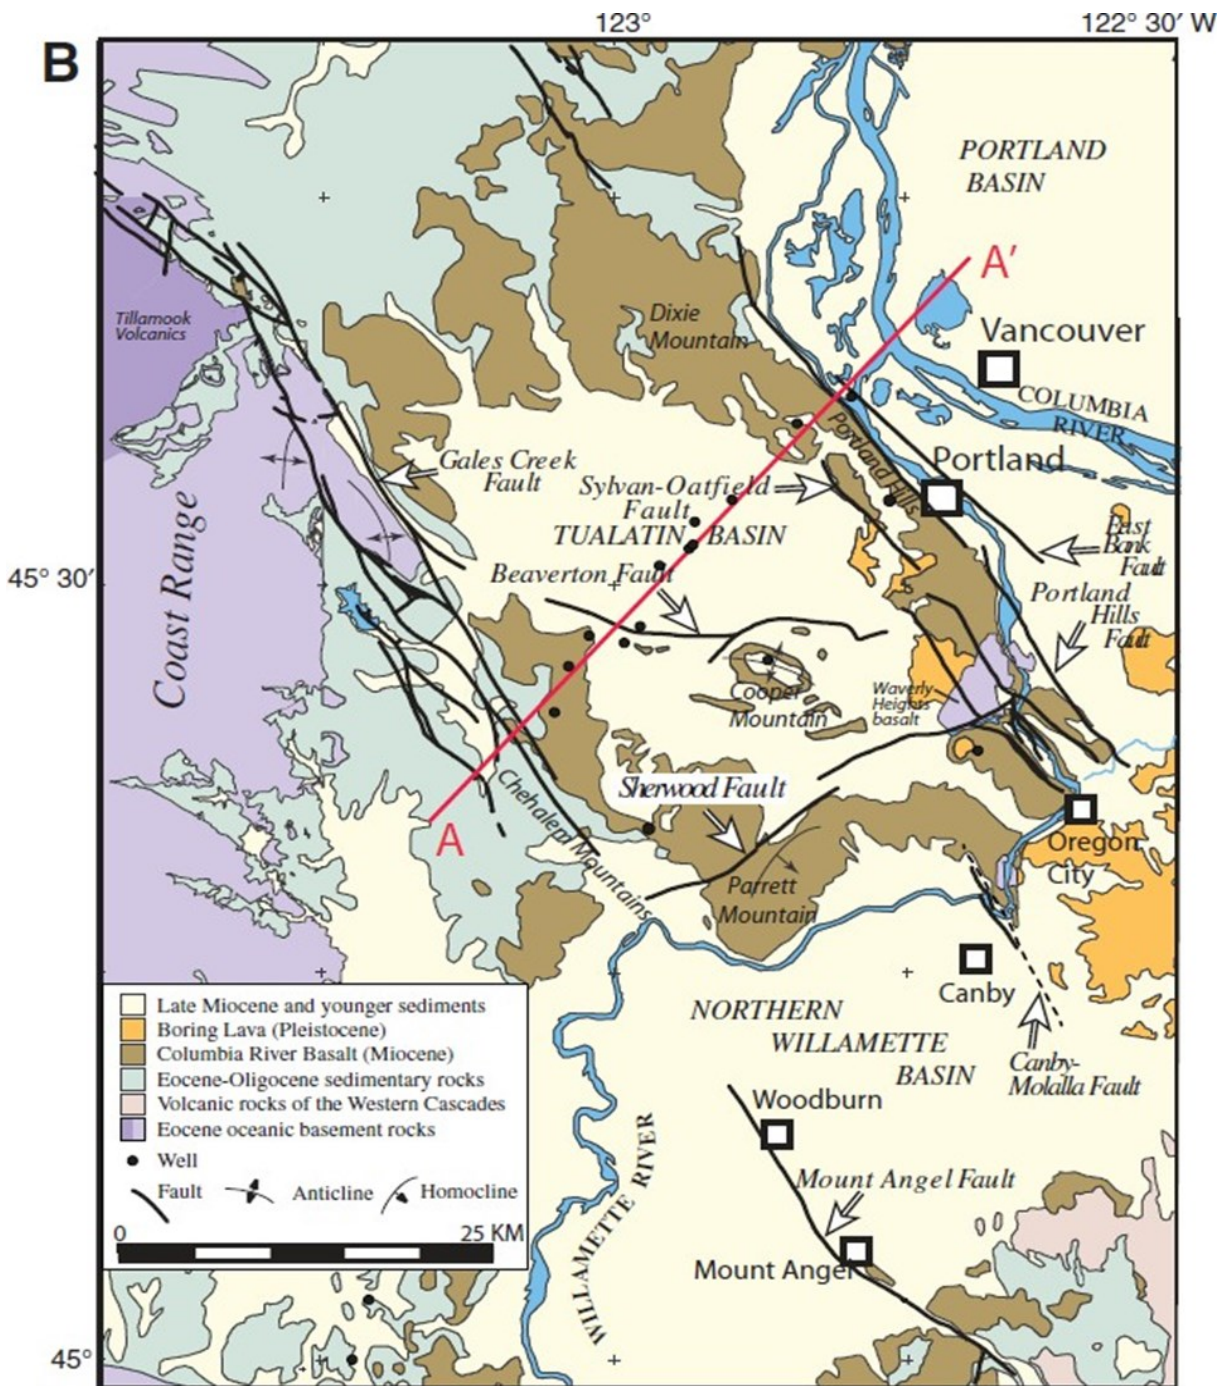 123°
122° 30′ W
B
PORTLAND
BASIN
A′
Tillamook
Volcanics
Dixie
Mountain
Vancouver
COLUMBIA
RIVER
Portland Hills
Portland
Gales Creek
Fault
Sylvan-Oatfield
Fault
TUALATIN BASIN
East
Bank
Fault
45° 30′
Beaverton Fault
Portland
Hills
Fault
Coast Range
Cooper
Mountain
Waverly
Heights
basalt
Sherwood Fault
Chehalem Mountains
A
Oregon
City
Parrett
Mountain
Canby
NORTHERN
WILLAMETTE
BASIN
Canby-
Molalla Fault
Late Miocene and younger sediments
Boring Lava (Pleistocene)
Columbia River Basalt (Miocene)
Eocene-Oligocene sedimentary rocks
Volcanic rocks of the Western Cascades
Eocene oceanic basement rocks
Well
Fault
Anticline
Homocline
0
25 KM
Woodburn
WILLAMETTE RIVER
Mount Angel Fault
Mount Angel
45°